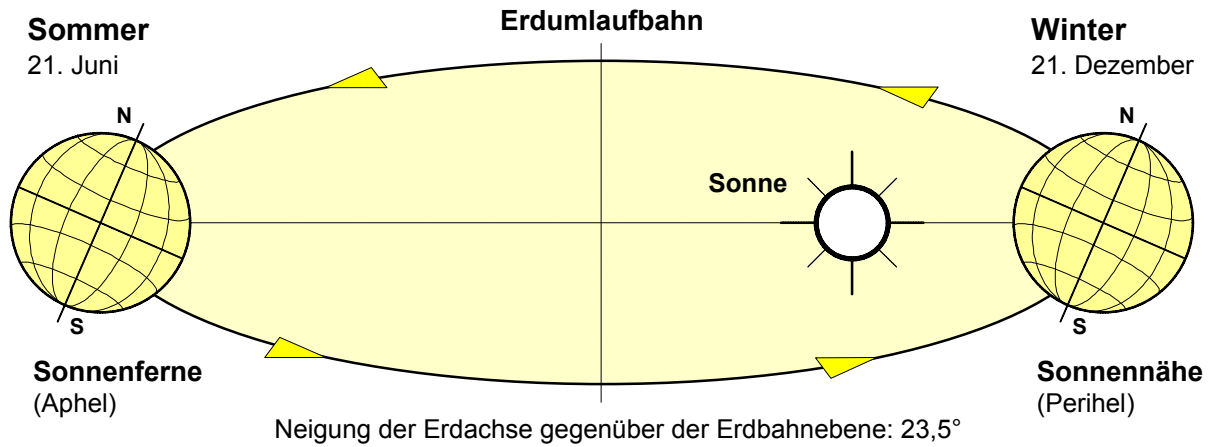 Erdumlaufbahn
Sommer
21. Juni
Winter
21. Dezember
N
N
Sonne
S
S
Sonnenferne
(Aphel)
Sonnennähe
(Perihel)
Neigung der Erdachse gegenüber der Erdbahnebene: 23,5°